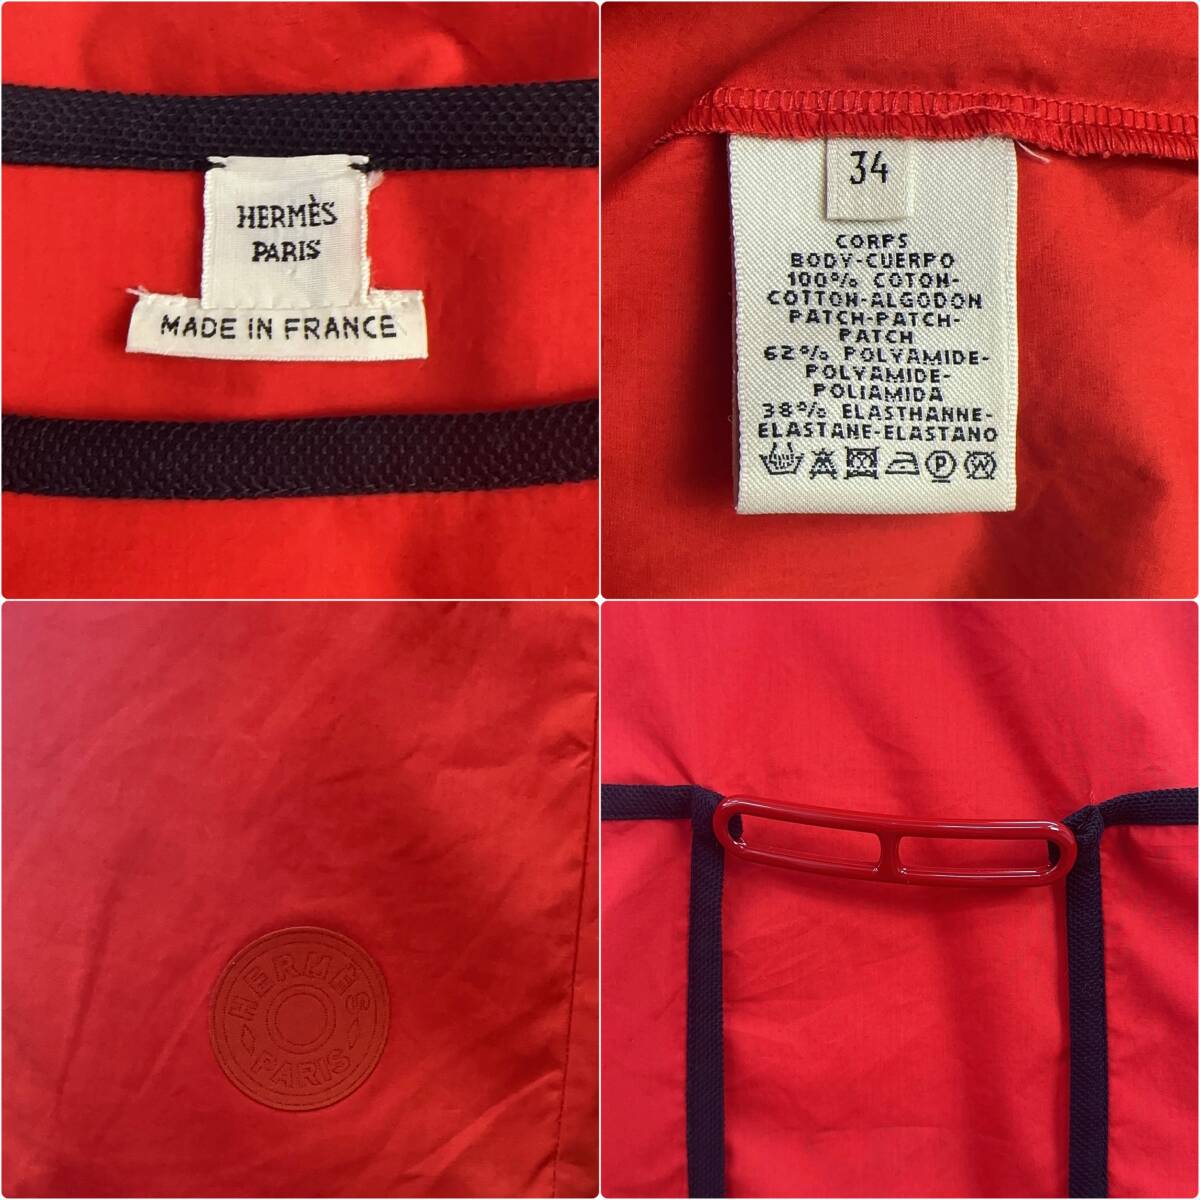 HERMÈS
PARIS
MADE IN FRANCE
34
CORPS
BODY-CUERPO
100% COTON-
COTTON-ALGODON
PATCH-PATCH-
PATCH
62% POLYAMIDE-
POLYAMIDE-
POLIAMIDA
38% ELASTHANNE-
ELASTANE-ELASTANO
P
W
HERMÈS
PARIS